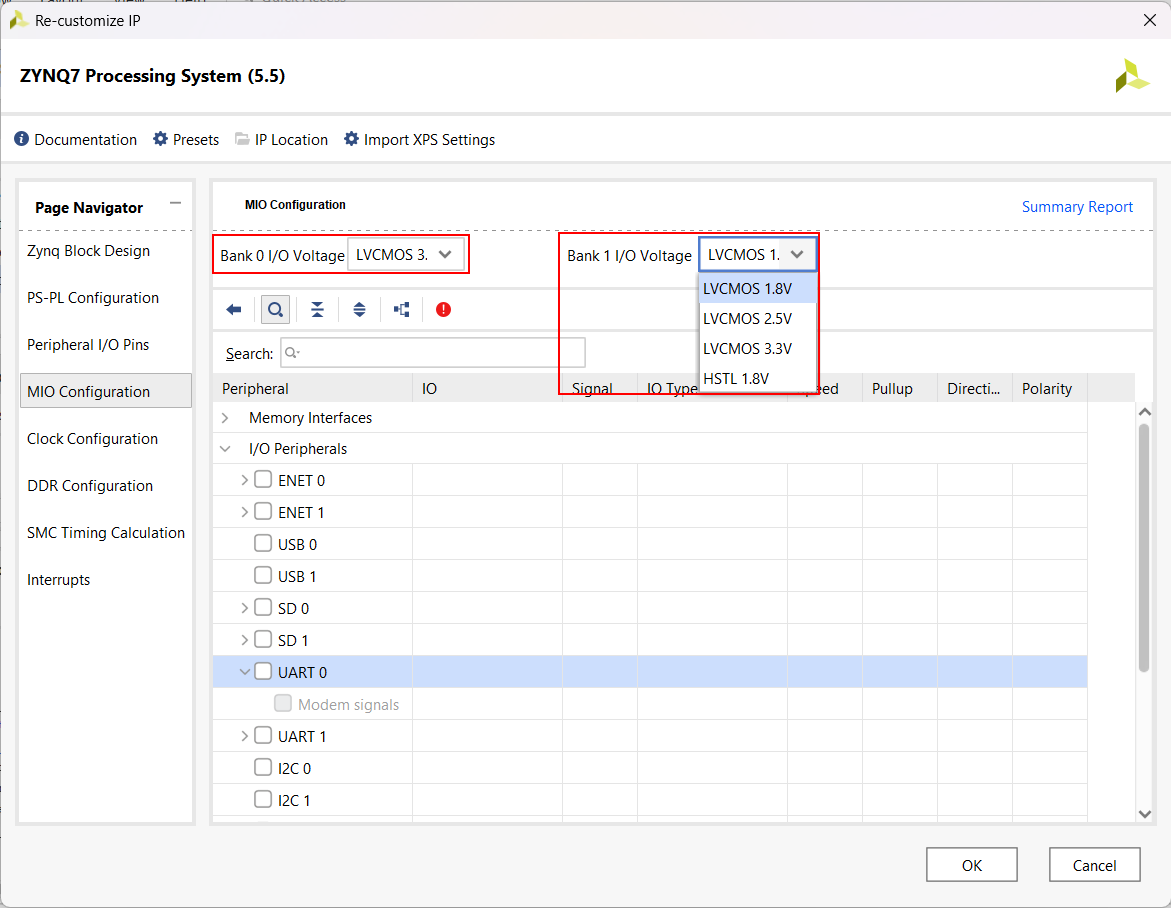 Re-customize IP
ZYNQ7 Processing System (5.5)
Documentation Presets IP Location Import XPS Settings
Page Navigator
Zynq Block Design
PS-PL Configuration
Peripheral I/O Pins
MIO Configuration
Clock Configuration
DDR Configuration
SMC Timing Calculation
Interrupts
MIO Configuration
Summary Report
Bank 0 I/O Voltage LVCMOS 3. Bank 1 I/O Voltage LVCMOS 1.
LVCMOS 1.8V
LVCMOS 2.5V
LVCMOS 3.3V
HSTL 1.8V
Search:
Peripheral IO Signal IO Type Pullup Directi... Polarity
Memory Interfaces
I/O Peripherals
ENET 0
ENET 1
USB 0
USB 1
SD 0
SD 1
UART 0
Modem signals
UART 1
I2C 0
I2C 1
OK Cancel